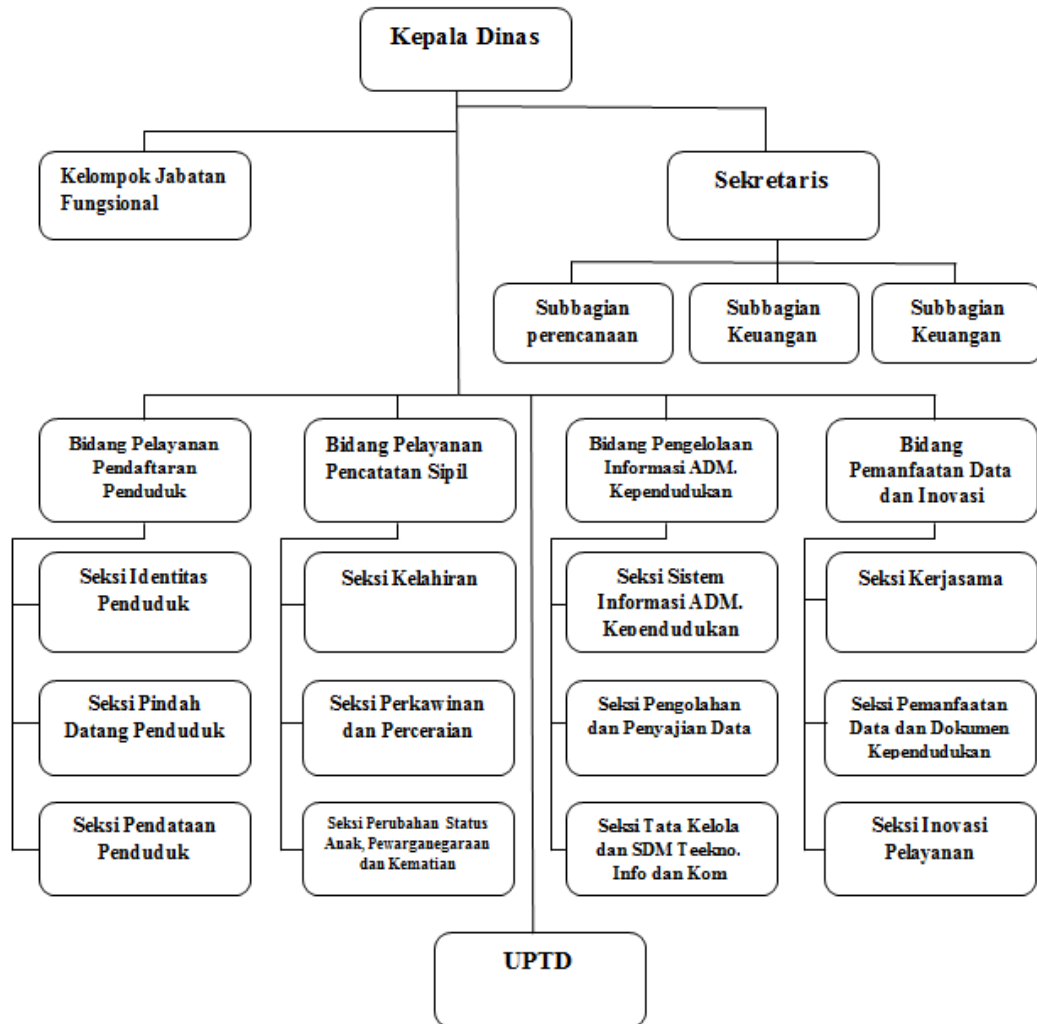 Kepala Dinas
Kelompok Jabatan
Fungsional
Sekretaris
Subbagian
perencanaan
Subbagian
Keuangan
Subbagian
Keuangan
Bidang Pelayanan
Pendaftaran
Penduduk
Bidang Pelayanan
Pencatatan Sipil
Bidang Pengelolaan
Informasi ADM.
Kependudukan
Bidang
Pemanfaatan Data
dan Inovasi
Seksi Identitas
Penduduk
Seksi Kelahiran
Seksi Sistem
Informasi ADM.
Kependudukan
Seksi Kerjasama
Seksi Pindah
Datang Penduduk
Seksi Perkawinan
dan Perceraian
Seksi Pengolahan
dan Penyajian Data
Seksi Pemanfaatan
Data dan Dokumen
Kependudukan
Seksi Pendataan
Penduduk
Seksi Perubahan Status
Anak, Pewarganegaraan
dan Kematian
Seksi Tata Kelola
dan SDM Teekno.
Info dan Kom
Seksi Inovasi
Pelayanan
UPTD